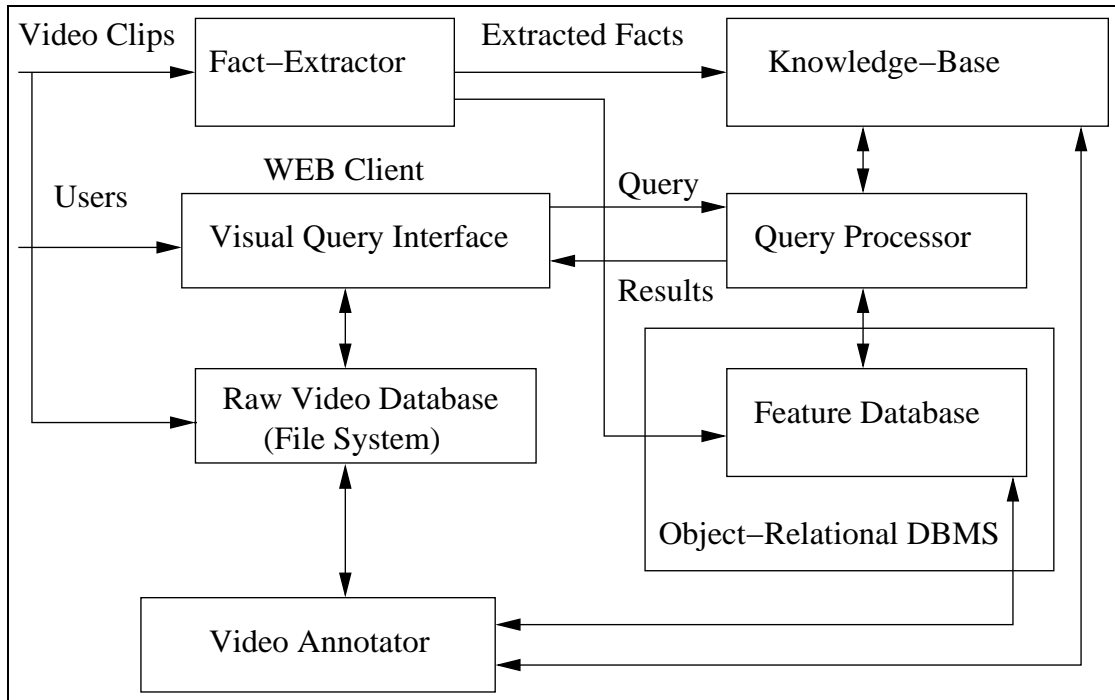 Video Clips
Fact−Extractor
Extracted Facts
Knowledge−Base
WEB Client
Users
Query
Visual Query Interface
Query Processor
Results
Raw Video Database
(File System)
Feature Database
Object−Relational DBMS
Video Annotator